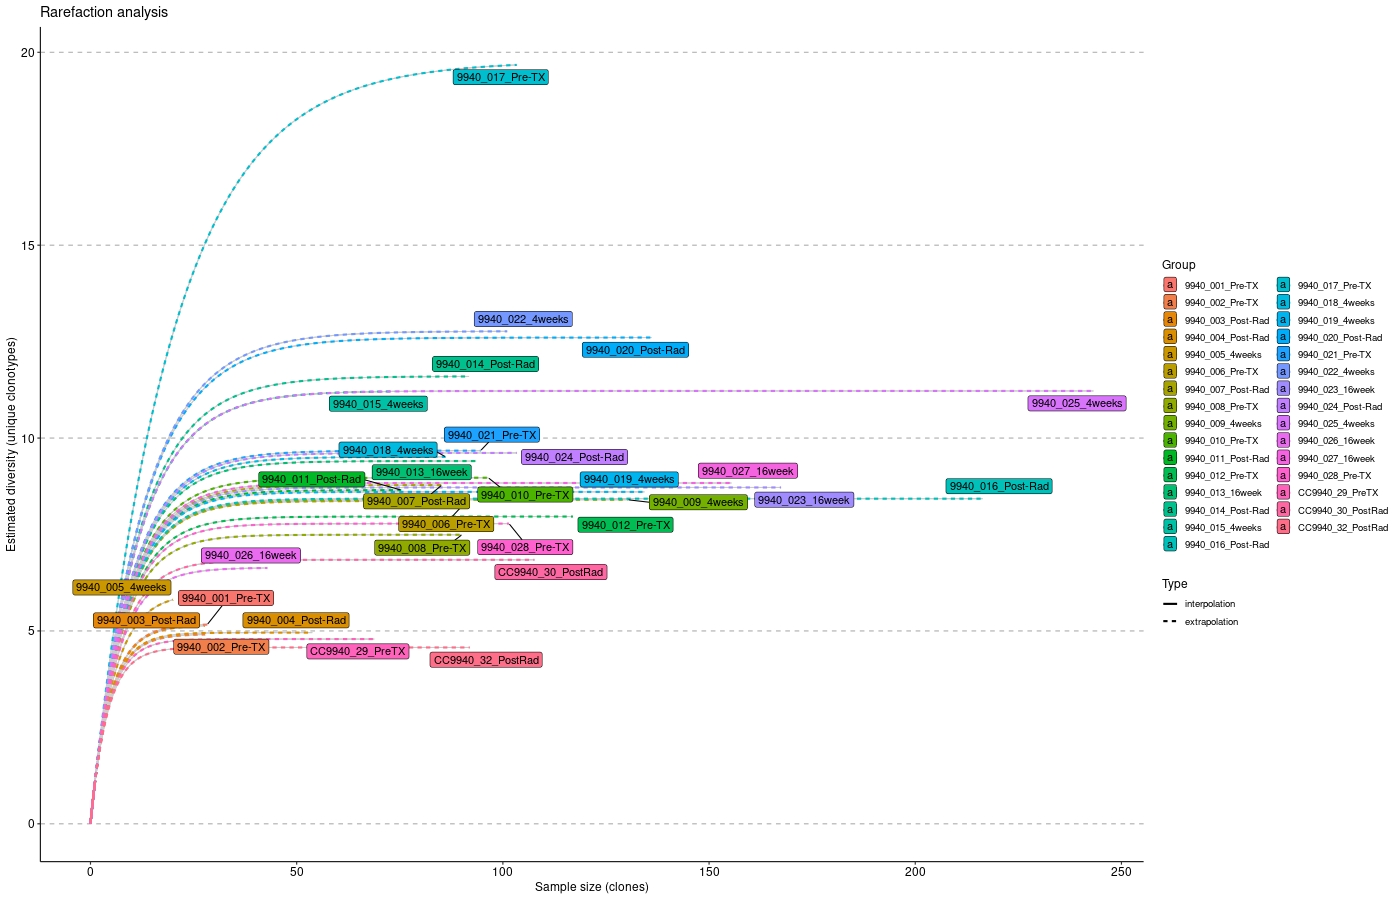 Rarefaction analysis
Estimated diversity (unique clonotypes)
20
15
10
5
0
9940_017_Pre-TX
9940_022_4weeks
9940_020_Post-Rad
9940_014_Post-Rad
9940_015_4weeks
9940_025_4weeks
9940_021_Pre-TX
9940_018_4weeks
9940_024_Post-Rad
9940_013_16week
9940_027_16week
9940_011_Post-Rad
9940_019_4weeks
9940_016_Post-Rad
9940_010_Pre-TX
9940_007_Post-Rad
9940_009_4weeks
9940_023_16week
9940_006_Pre-TX
9940_012_Pre-TX
9940_008_Pre-TX
9940_028_Pre-TX
9940_026_16week
CC9940_30_PostRad
9940_005_4weeks
9940_001_Pre-TX
9940_003_Post-Rad
9940_004_Post-Rad
9940_002_Pre-TX
CC9940_29_PreTX
CC9940_32_PostRad
0 50 100 150 200 250
Sample size (clones)
Group
a 9940_001_Pre-TX
a 9940_002_Pre-TX
a 9940_003_Post-Rad
a 9940_004_Post-Rad
a 9940_005_4weeks
a 9940_006_Pre-TX
a 9940_007_Post-Rad
a 9940_008_Pre-TX
a 9940_009_4weeks
a 9940_010_Pre-TX
a 9940_011_Post-Rad
a 9940_012_Pre-TX
a 9940_013_16week
a 9940_014_Post-Rad
a 9940_015_4weeks
a 9940_016_Post-Rad
a 9940_017_Pre-TX
a 9940_018_4weeks
a 9940_019_4weeks
a 9940_020_Post-Rad
a 9940_021_Pre-TX
a 9940_022_4weeks
a 9940_023_16week
a 9940_024_Post-Rad
a 9940_025_4weeks
a 9940_026_16week
a 9940_027_16week
a 9940_028_Pre-TX
a CC9940_29_PreTX
a CC9940_30_PostRad
a CC9940_32_PostRad
Type
interpolation
extrapolation